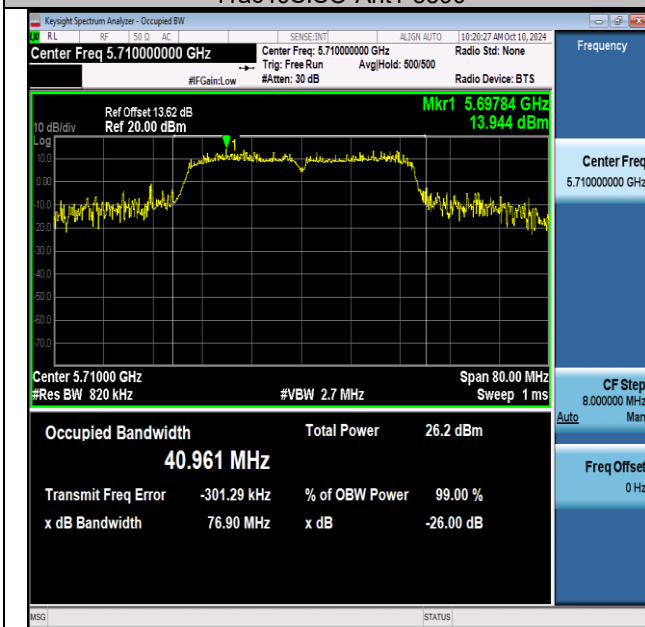 Keysight Spectrum Analyzer - Occupied BW
RL RF 50 Ω AC SENSE:INT ALIGN AUTO 10:20:27 AM Oct 10, 2024
Center Freq 5.710000000 GHz
Center Freq: 5.710000000 GHz Radio Std: None
Trig: Free Run Avg|Hold: 500/500
#IFGain:Low #Atten: 30 dB Radio Device: BTS
Frequency
Mkr1 5.69784 GHz
13.944 dBm
Ref Offset 13.62 dB
10 dB/div Ref 20.00 dBm
Log
1
10.0
0.00
-10.0
-20.0
-30.0
-40.0
-50.0
-60.0
-70.0
Center 5.71000 GHz Span 80.00 MHz
#Res BW 820 kHz #VBW 2.7 MHz Sweep 1 ms
Occupied Bandwidth Total Power 26.2 dBm
40.961 MHz
Transmit Freq Error -301.29 kHz % of OBW Power 99.00 %
x dB Bandwidth 76.90 MHz x dB -26.00 dB
Center Freq
5.710000000 GHz
CF Step
8.000000 MHz
Auto Man
Freq Offset
0 Hz
MSG STATUS